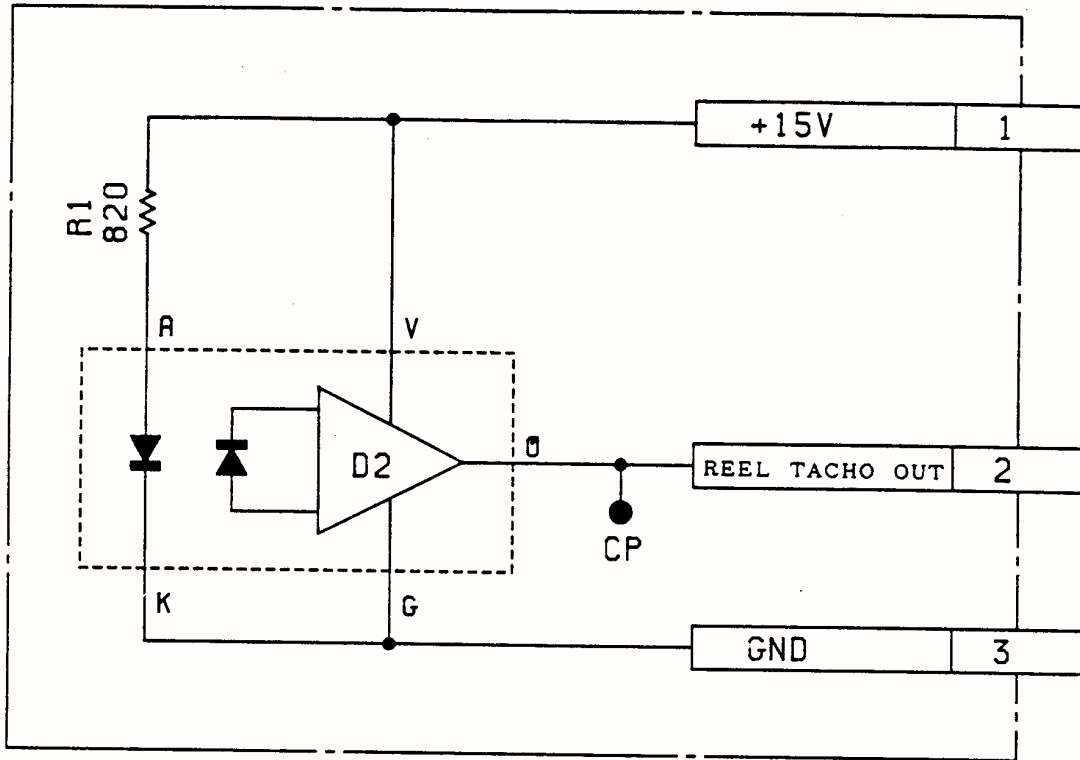 +15V 1
R1
820
A V
D2
O
REEL TACHO OUT 2
CP
K G
GND 3